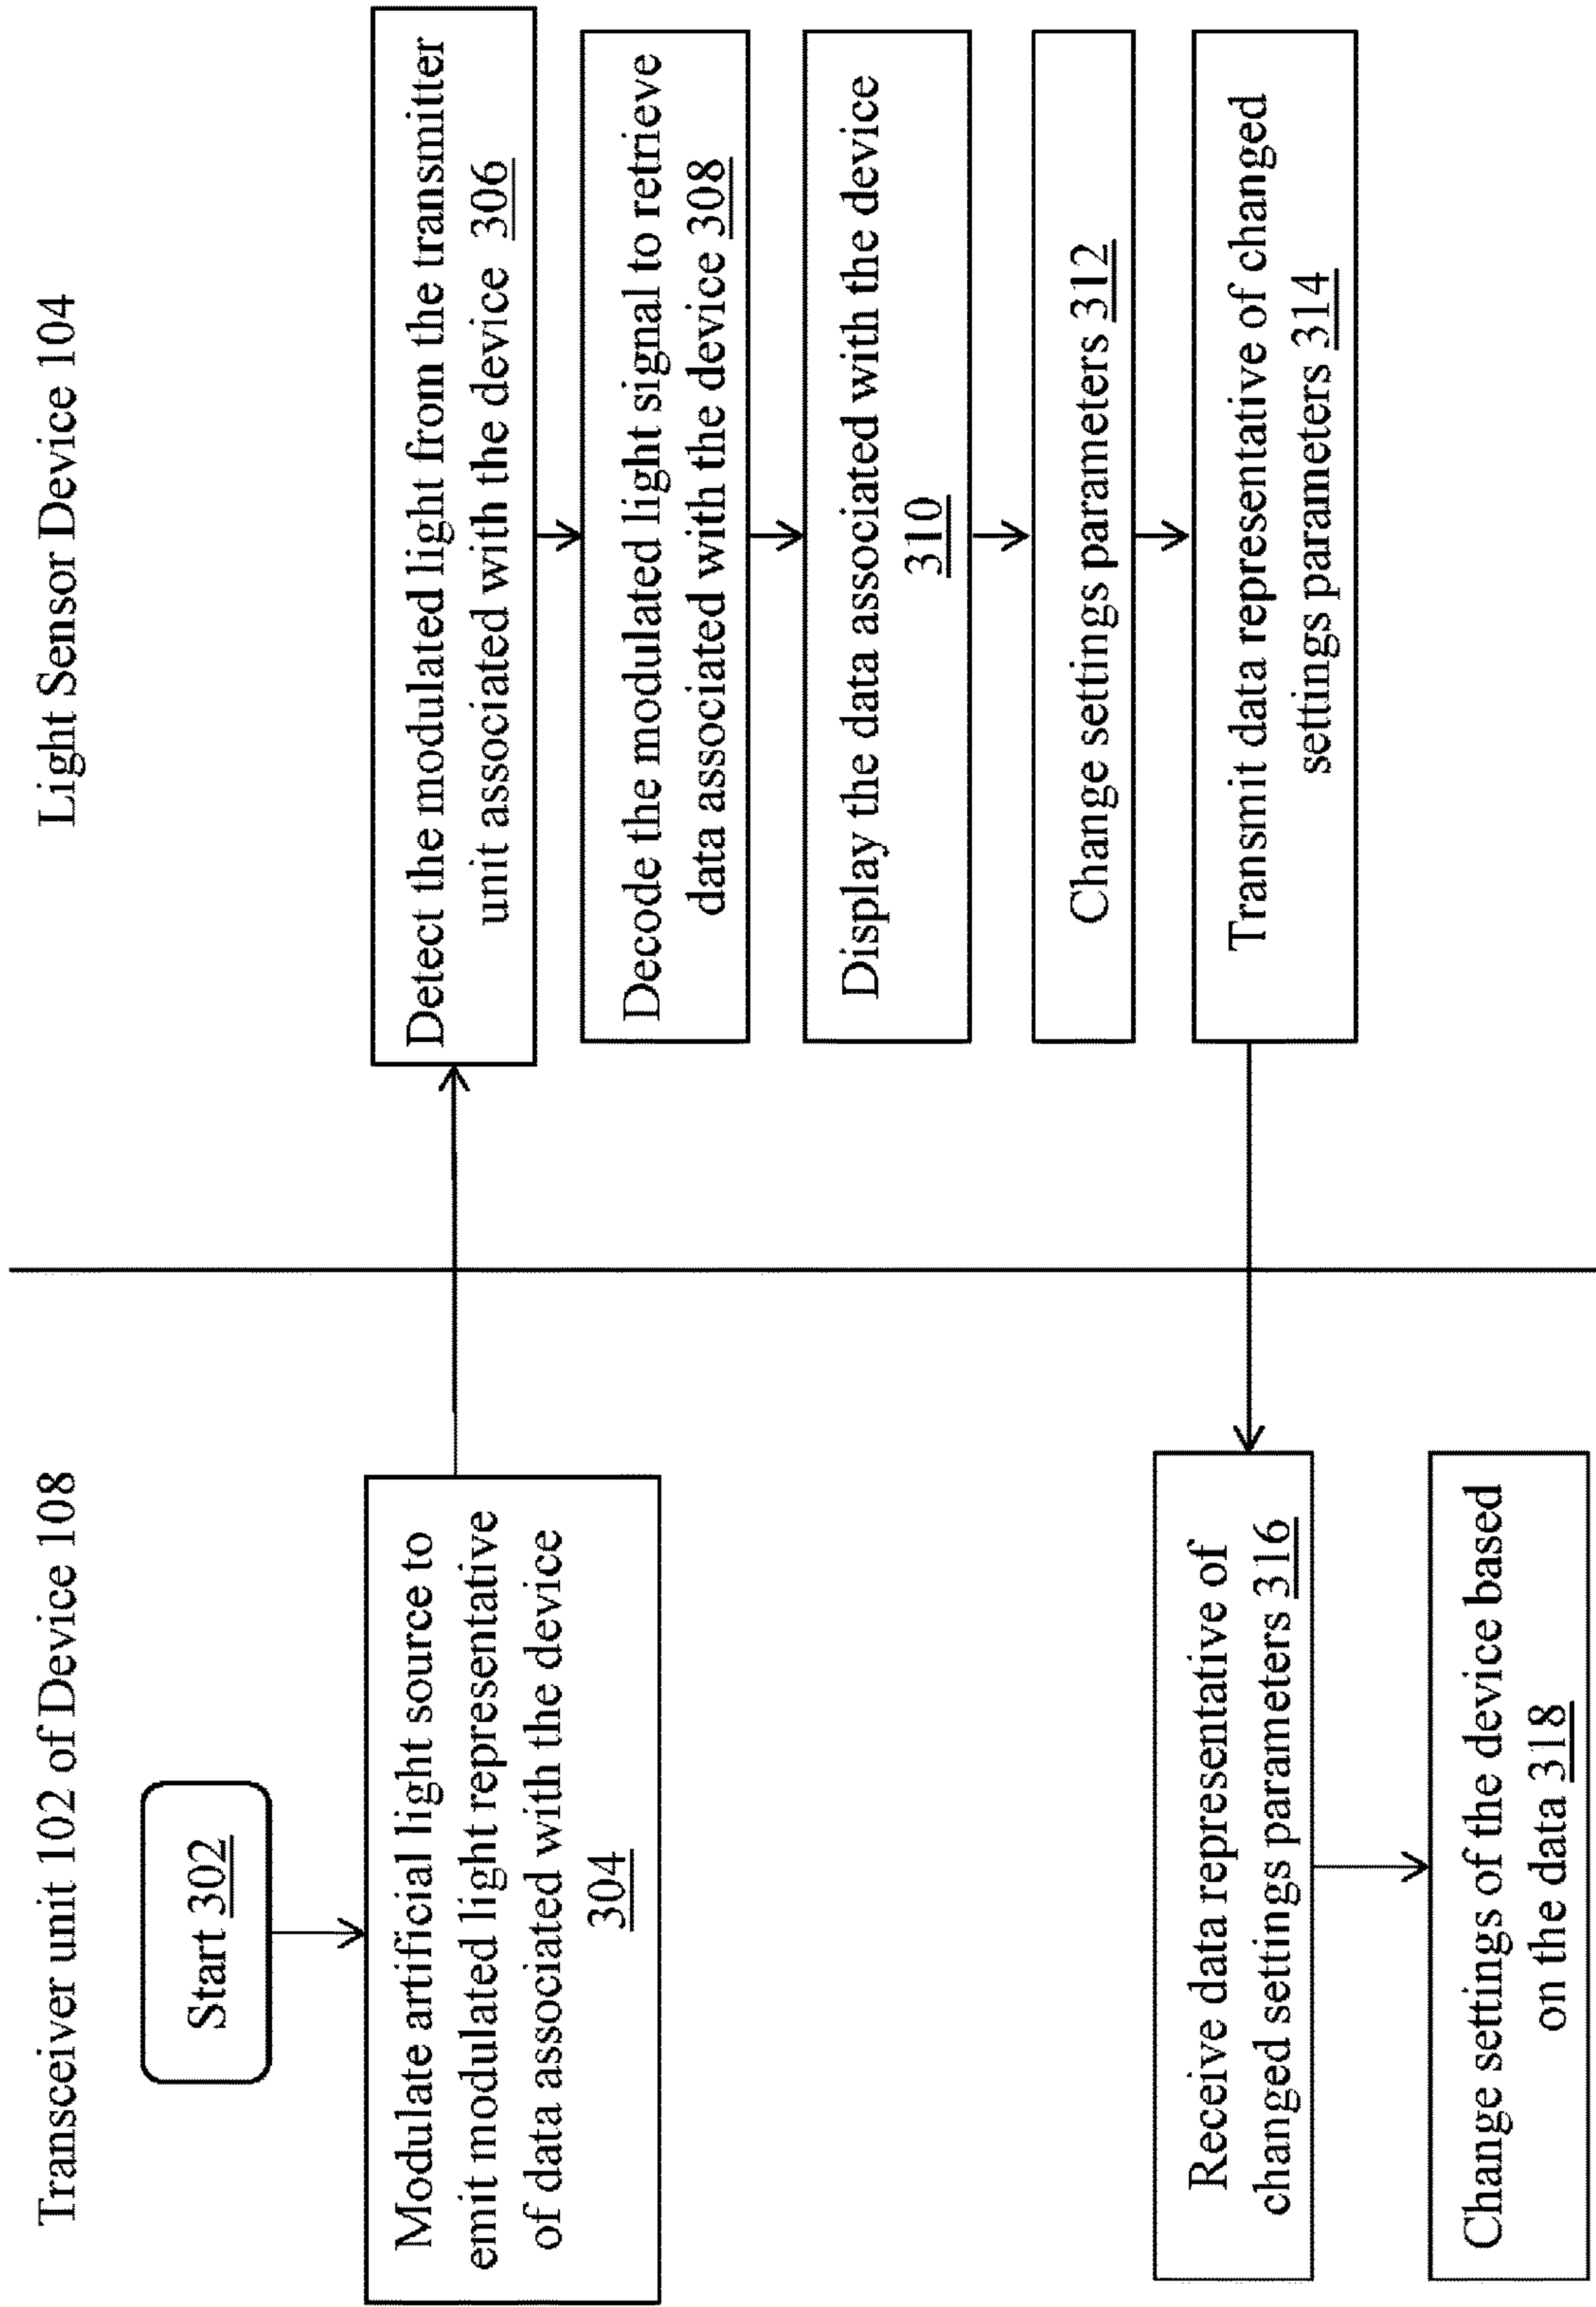 Transceiver unit 102 of Device 108
Light Sensor Device 104
Start 302
Modulate artificial light source to
emit modulated light representative
of data associated with the device
304
Detect the modulated light from the transmitter
unit associated with the device 306
Decode the modulated light signal to retrieve
data associated with the device 308
Display the data associated with the device
310
Change settings parameters 312
Transmit data representative of changed
settings parameters 314
Receive data representative of
changed settings parameters 316
Change settings of the device based
on the data 318